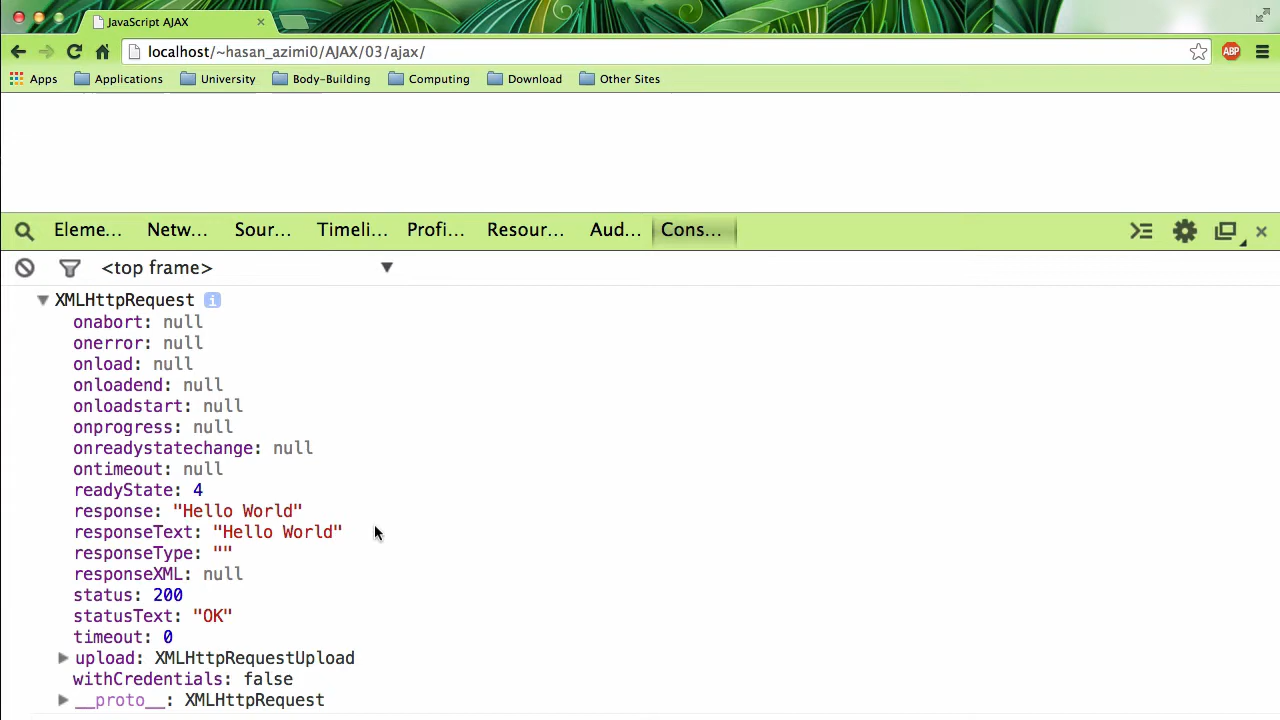 JavaScript AJAX
localhost/~hasan_azimi0/AJAX/03/ajax/
ABP
Apps Applications University Body-Building Computing Download Other Sites
Eleme... Netw... Sour... Timeli... Profi... Resour... Aud... Cons...
<top frame>
XMLHttpRequest i
onabort: null
onerror: null
onload: null
onloadend: null
onloadstart: null
onprogress: null
onreadystatechange: null
ontimeout: null
readyState: 4
response: "Hello World"
responseText: "Hello World"
responseType: ""
responseXML: null
status: 200
statusText: "OK"
timeout: 0
upload: XMLHttpRequestUpload
withCredentials: false
__proto__: XMLHttpRequest